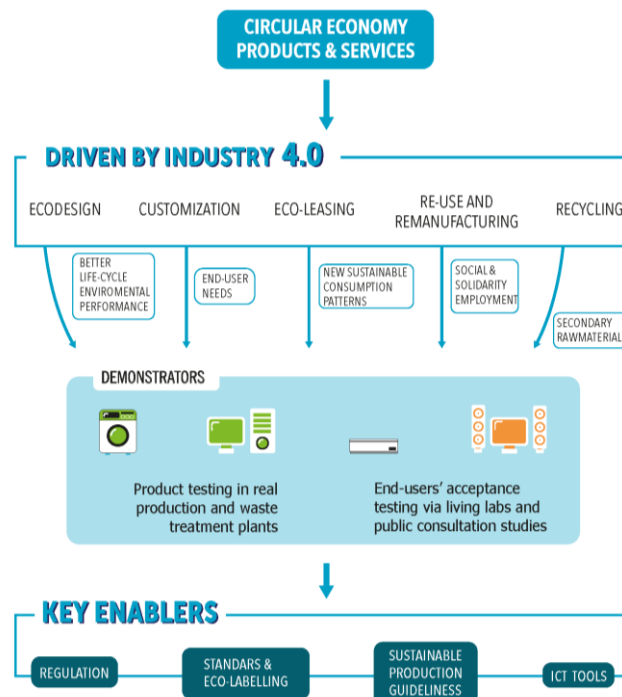 CIRCULAR ECONOMY
PRODUCTS & SERVICES
DRIVEN BY INDUSTRY 4.0
ECODESIGN
CUSTOMIZATION
ECO-LEASING
RE-USE AND
REMANUFACTURING
RECYCLING
BETTER
LIFE-CYCLE
ENVIROMENTAL
PERFORMANCE
END-USER
NEEDS
NEW SUSTAINABLE
CONSUMPTION
PATTERNS
SOCIAL &
SOLIDARITY
EMPLOYMENT
SECONDARY
RAWMATERIAL
DEMONSTRATORS
Product testing in real
production and waste
treatment plants
End-users' acceptance
testing via living labs and
public consultation studies
KEY ENABLERS
REGULATION
STANDARS &
ECO-LABELLING
SUSTAINABLE
PRODUCTION
GUIDELINESS
ICT TOOLS